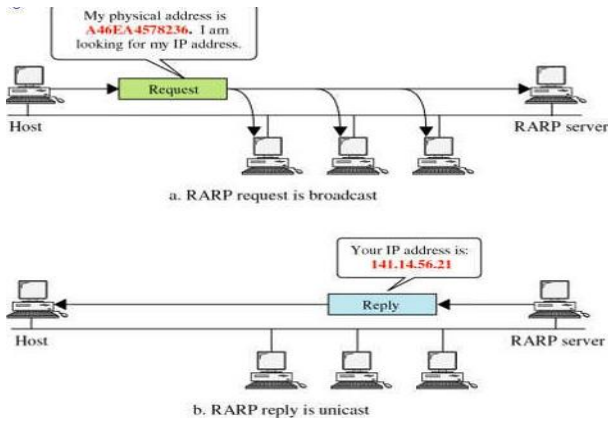 My physical address is
A46EA4578236. I am
looking for my IP address.
Request
Host
RARP server
a. RARP request is broadcast
Your IP address is:
141.14.56.21
Reply
Host
RARP server
b. RARP reply is unicast